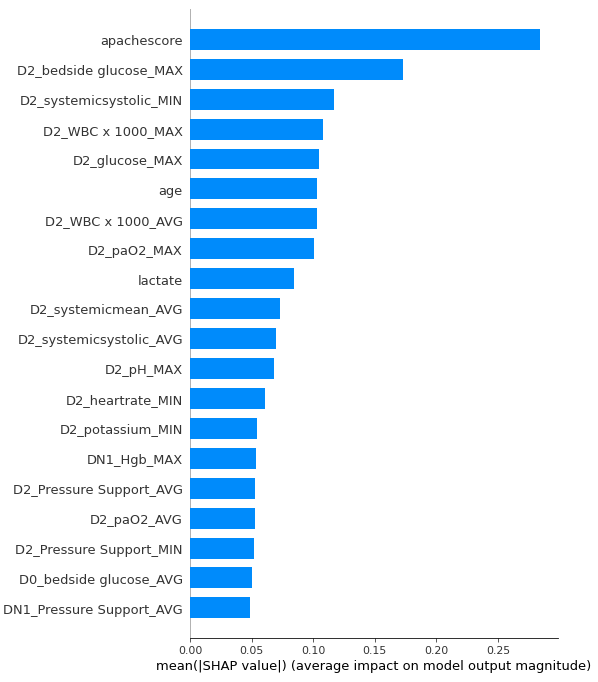 apachescore
D2_bedside glucose_MAX
D2_systemicsystolic_MIN
D2_WBC x 1000_MAX
D2_glucose_MAX
age
D2_WBC x 1000_AVG
D2_paO2_MAX
lactate
D2_systemicmean_AVG
D2_systemicsystolic_AVG
D2_pH_MAX
D2_heartrate_MIN
D2_potassium_MIN
DN1_Hgb_MAX
D2_Pressure Support_AVG
D2_paO2_AVG
D2_Pressure Support_MIN
D0_bedside glucose_AVG
DN1_Pressure Support_AVG
0.00 0.05 0.10 0.15 0.20 0.25
mean(|SHAP value|) (average impact on model output magnitude)